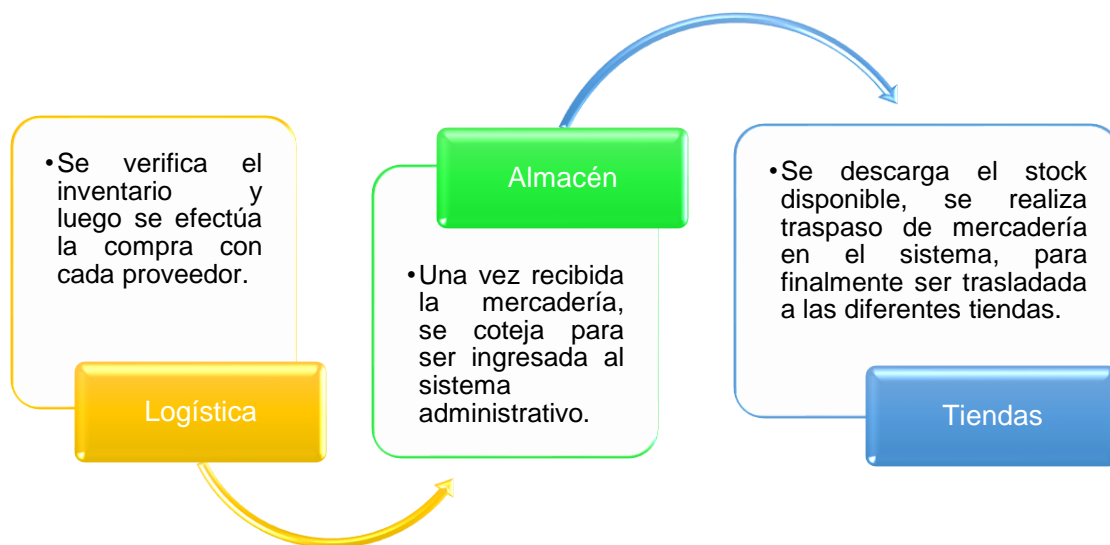 •Se verifica el
inventario y
luego se efectúa
la compra con
cada proveedor.
Logística
Almacén
•Una vez recibida
la mercadería,
se coteja para
ser ingresada al
sistema
administrativo.
•Se descarga el stock
disponible, se realiza
traspaso de mercadería
en el sistema, para
finalmente ser trasladada
a las diferentes tiendas.
Tiendas